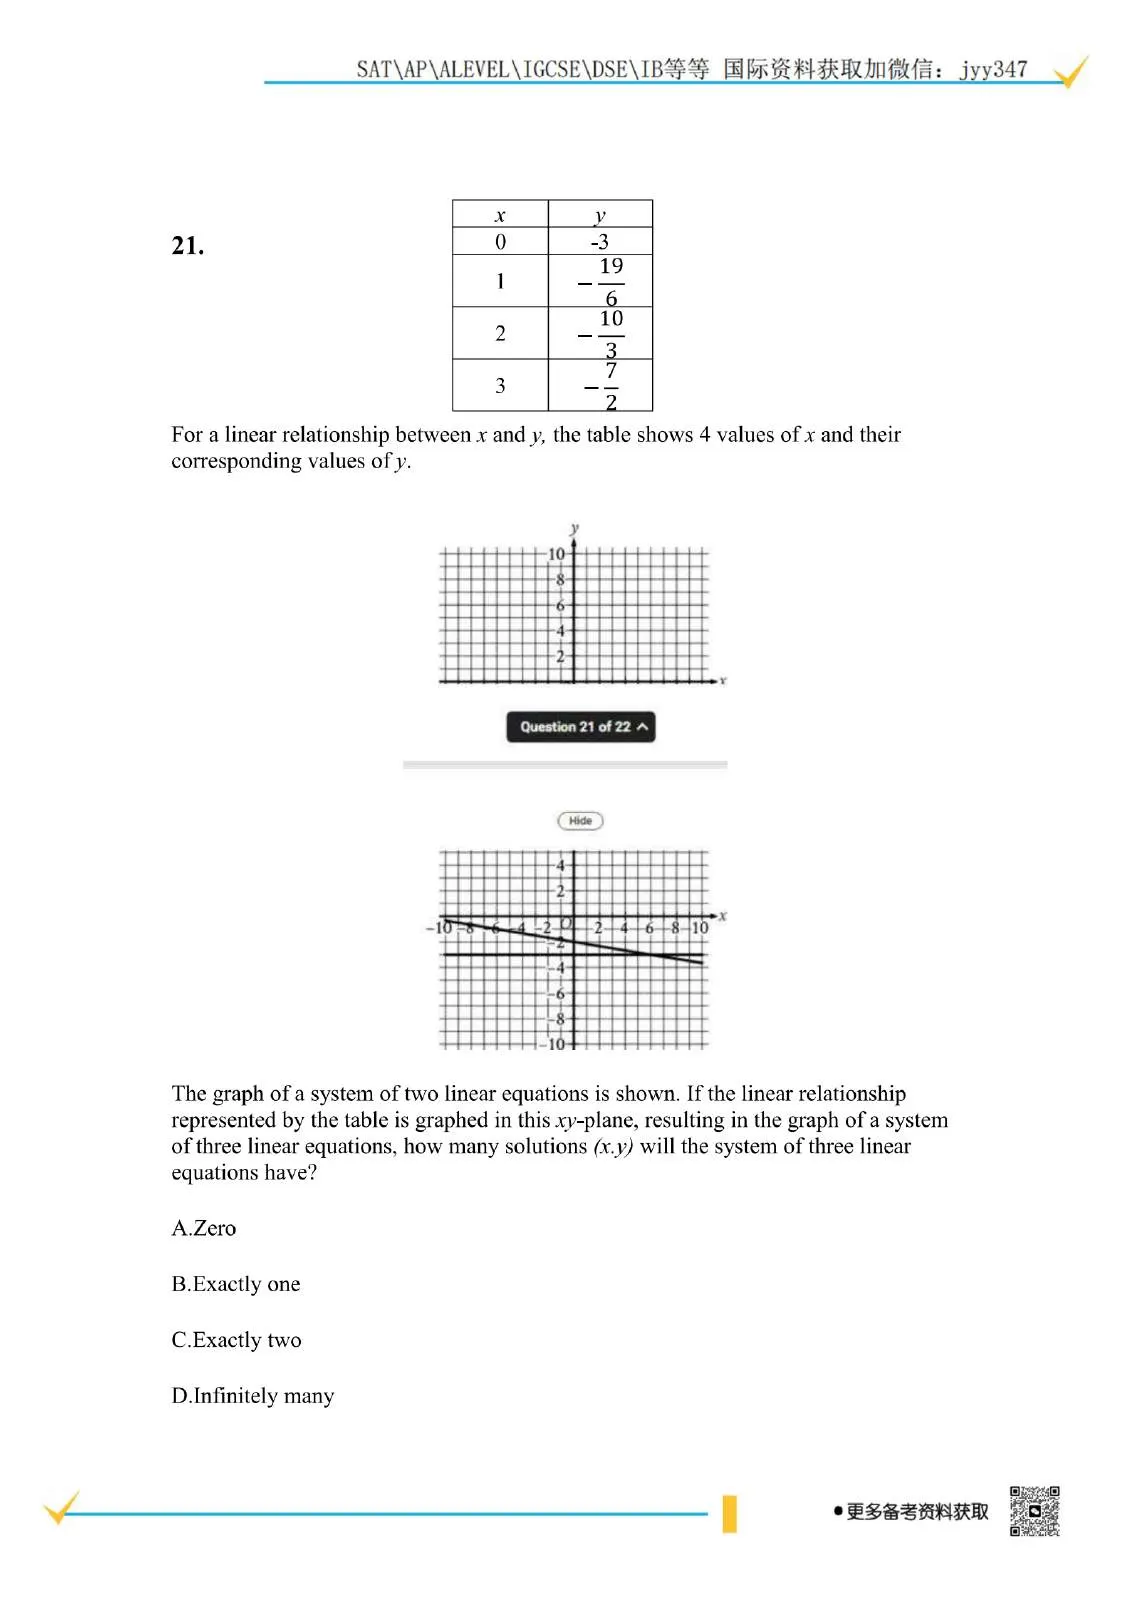 SAT\AP\ALEVEL\IGCSE\DSE\IB等等 国际资料获取加微信：jyy347
21.
x y
0 -3
1 −19/6
2 −10/3
3 −7/2
For a linear relationship between x and y, the table shows 4 values of x and their
corresponding values of y.
y
10
8
6
4
2
x
Question 21 of 22
Hide
4
2
x
-10 -8 -6 -4 -2 O 2 4 6 8 10
-2
-4
-6
-8
-10
The graph of a system of two linear equations is shown. If the linear relationship
represented by the table is graphed in this xy-plane, resulting in the graph of a system
of three linear equations, how many solutions (x.y) will the system of three linear
equations have?
A.Zero
B.Exactly one
C.Exactly two
D.Infinitely many
•更多备考资料获取